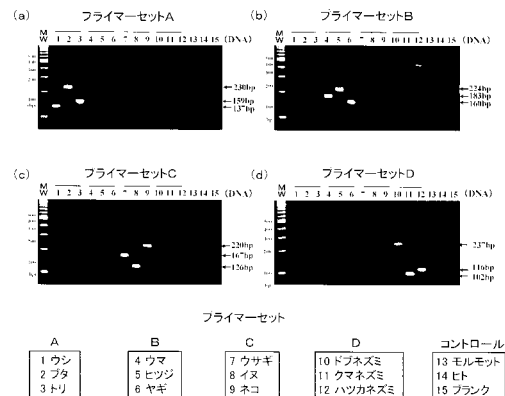 (a) プライマーセットA
M W 1 2 3 4 5 6 7 8 9 10 11 12 13 14 15 (DNA)
230bp
159bp
137bp
(b) プライマーセットB
M W 1 2 3 4 5 6 7 8 9 10 11 12 13 14 15 (DNA)
224bp
183bp
160bp
(c) プライマーセットC
M W 1 2 3 4 5 6 7 8 9 10 11 12 13 14 15 (DNA)
220bp
167bp
126bp
(d) プライマーセットD
M W 1 2 3 4 5 6 7 8 9 10 11 12 13 14 15 (DNA)
237bp
116bp
102bp
プライマーセット
A
1 ウシ
2 ブタ
3 トリ
B
4 ウマ
5 ヒツジ
6 ヤギ
C
7 ウサギ
8 イヌ
9 ネコ
D
10 ドブネズミ
11 クマネズミ
12 ハツカネズミ
コントロール
13 モルモット
14 ヒト
15 ブランク